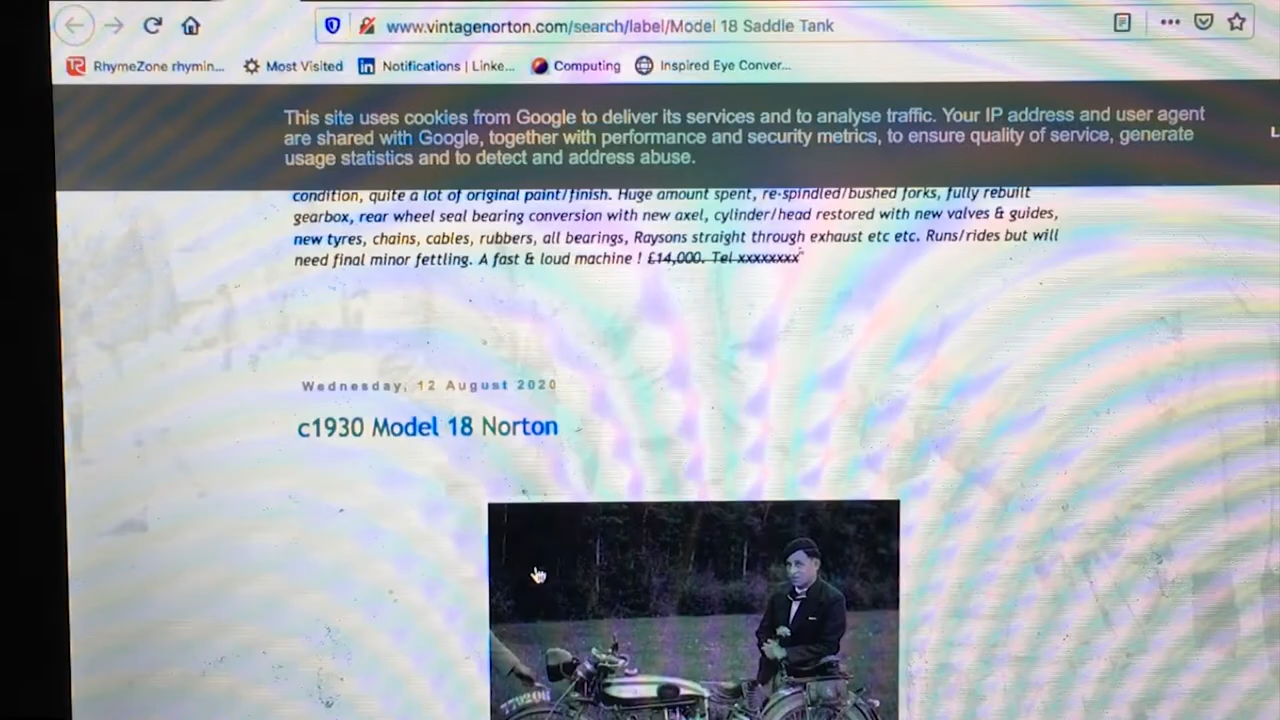 www.vintagenorton.com/search/label/Model 18 Saddle Tank
RhymeZone rhymin... Most Visited Notifications | Linke... Computing Inspired Eye Conver...
This site uses cookies from Google to deliver its services and to analyse traffic. Your IP address and user agent
are shared with Google, together with performance and security metrics, to ensure quality of service, generate
usage statistics and to detect and address abuse.
condition, quite a lot of original paint/finish. Huge amount spent, re-spindled/bushed forks, fully rebuilt
gearbox, rear wheel seal bearing conversion with new axel, cylinder/head restored with new valves & guides,
new tyres, chains, cables, rubbers, all bearings, Raysons straight through exhaust etc etc. Runs/rides but will
need final minor fettling. A fast & loud machine ! £14,000. Tel xxxxxxxx"
Wednesday, 12 August 2020
c1930 Model 18 Norton